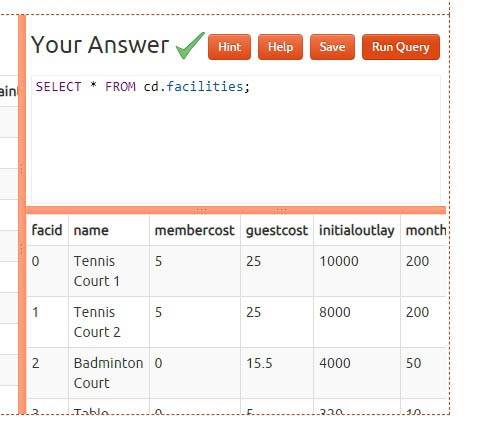 Your Answer Hint Help Save Run Query
SELECT * FROM cd.facilities;
facid name membercost guestcost initialoutlay month
0 Tennis Court 1 5 25 10000 200
1 Tennis Court 2 5 25 8000 200
2 Badminton Court 0 15.5 4000 50
3 Table 0 5 320 10